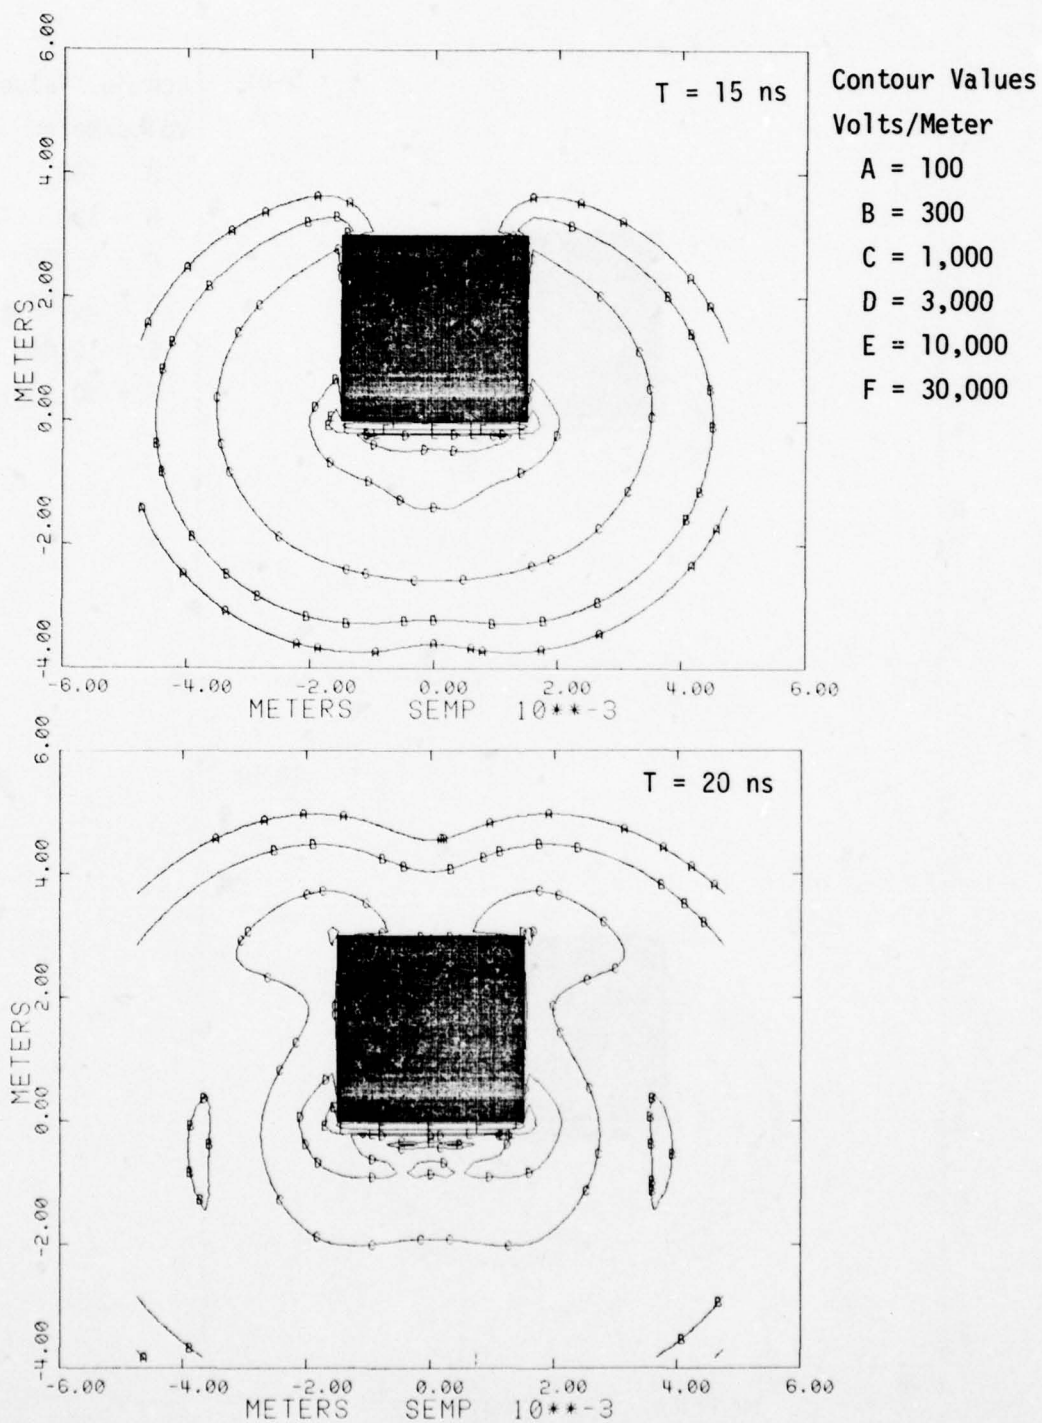 T = 15 ns
Contour Values
Volts/Meter
A = 100
B = 300
C = 1,000
D = 3,000
E = 10,000
F = 30,000
6.00
4.00
2.00
0.00
-2.00
-4.00
METERS
-6.00 -4.00 -2.00 0.00 2.00 4.00 6.00
METERS SEMP 10**-3
T = 20 ns
6.00
4.00
2.00
0.00
-2.00
-4.00
METERS
-6.00 -4.00 -2.00 0.00 2.00 4.00 6.00
METERS SEMP 10**-3